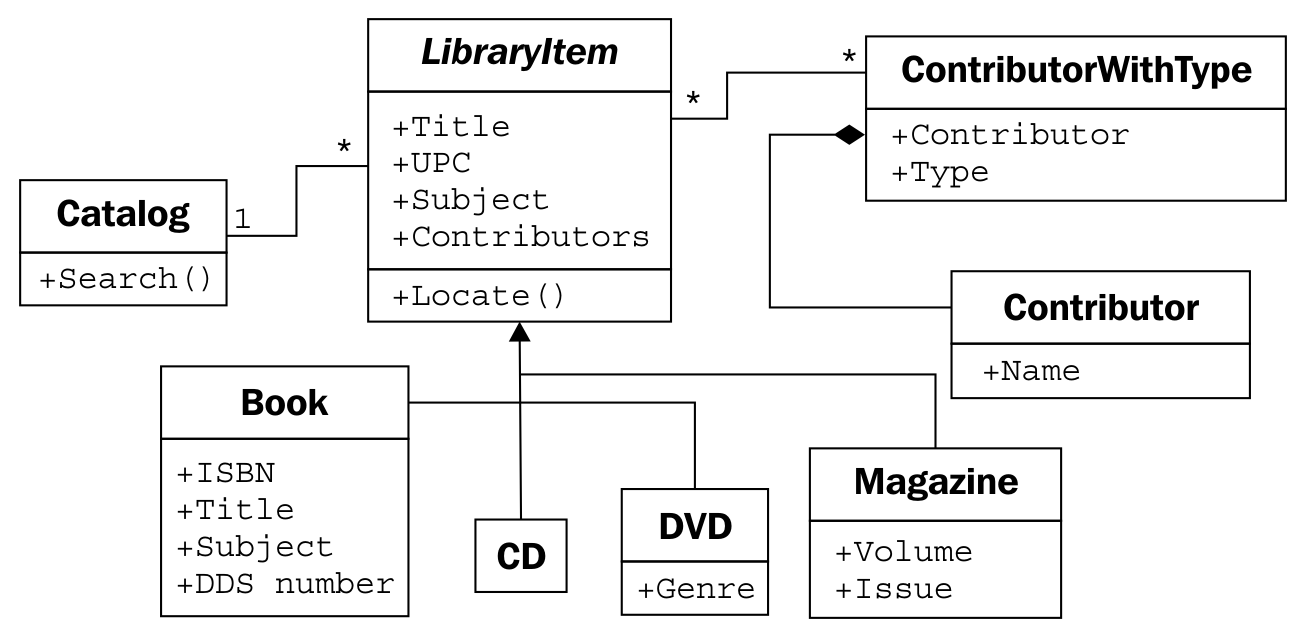 LibraryItem
+Title
+UPC
+Subject
+Contributors
+Locate()
*
*
ContributorWithType
+Contributor
+Type
Catalog
+Search()
1
*
Contributor
+Name
Book
+ISBN
+Title
+Subject
+DDS number
CD
DVD
+Genre
Magazine
+Volume
+Issue